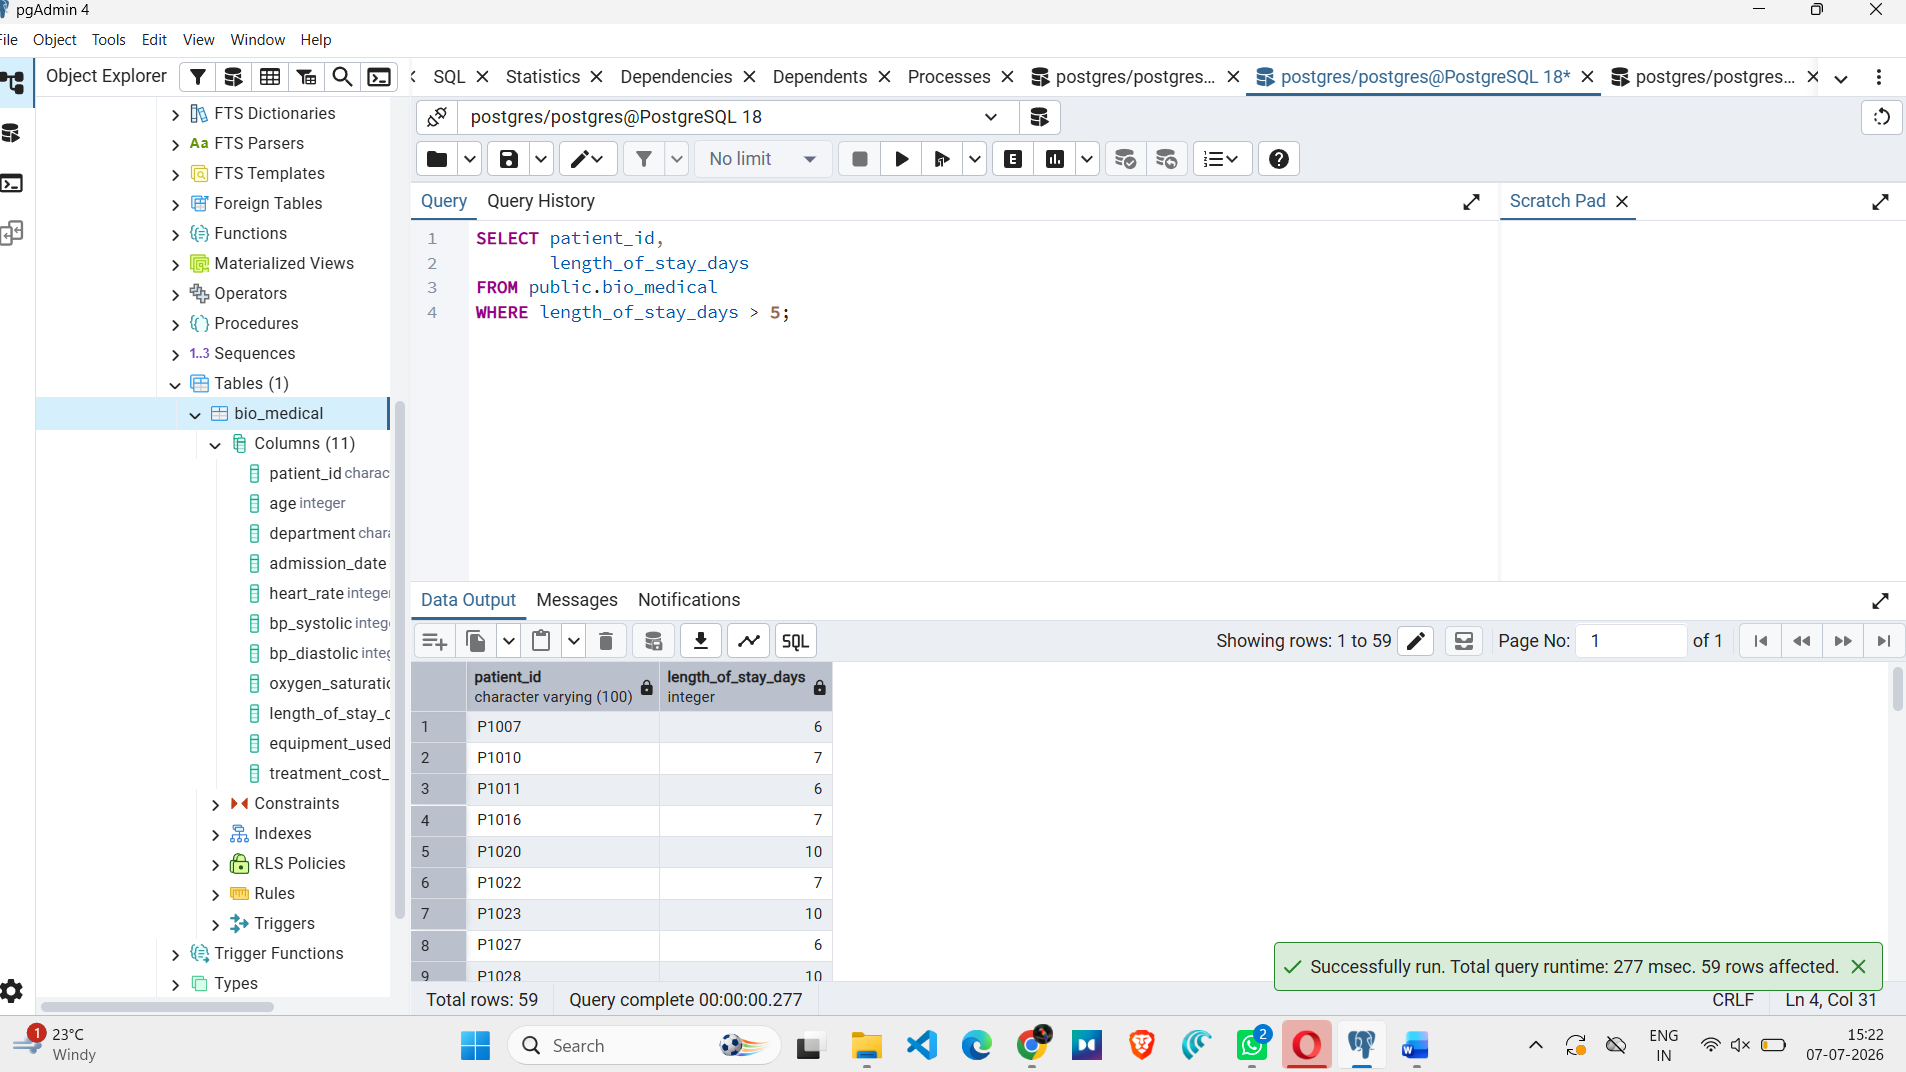 pgAdmin 4
File Object Tools Edit View Window Help
Object Explorer
SQL Statistics Dependencies Dependents Processes postgres/postgres... postgres/postgres@PostgreSQL 18* postgres/postgres...
FTS Dictionaries
FTS Parsers
FTS Templates
Foreign Tables
Functions
Materialized Views
Operators
Procedures
1..3 Sequences
Tables (1)
bio_medical
Columns (11)
patient_id charac
age integer
department chara
admission_date
heart_rate integer
bp_systolic integ
bp_diastolic integ
oxygen_saturatio
length_of_stay_d
equipment_used
treatment_cost_
Constraints
Indexes
RLS Policies
Rules
Triggers
Trigger Functions
Types
postgres/postgres@PostgreSQL 18
No limit
E
Query Query History
Scratch Pad
1 SELECT patient_id,
2 length_of_stay_days
3 FROM public.bio_medical
4 WHERE length_of_stay_days > 5;
Data Output Messages Notifications
SQL
Showing rows: 1 to 59
Page No: 1 of 1
patient_id
character varying (100)
length_of_stay_days
integer
1 P1007 6
2 P1010 7
3 P1011 6
4 P1016 7
5 P1020 10
6 P1022 7
7 P1023 10
8 P1027 6
9 P1028 10
Successfully run. Total query runtime: 277 msec. 59 rows affected.
Total rows: 59 Query complete 00:00:00.277 CRLF Ln 4, Col 31
1
23°C
Windy
Search
2
ENG
IN
15:22
07-07-2026